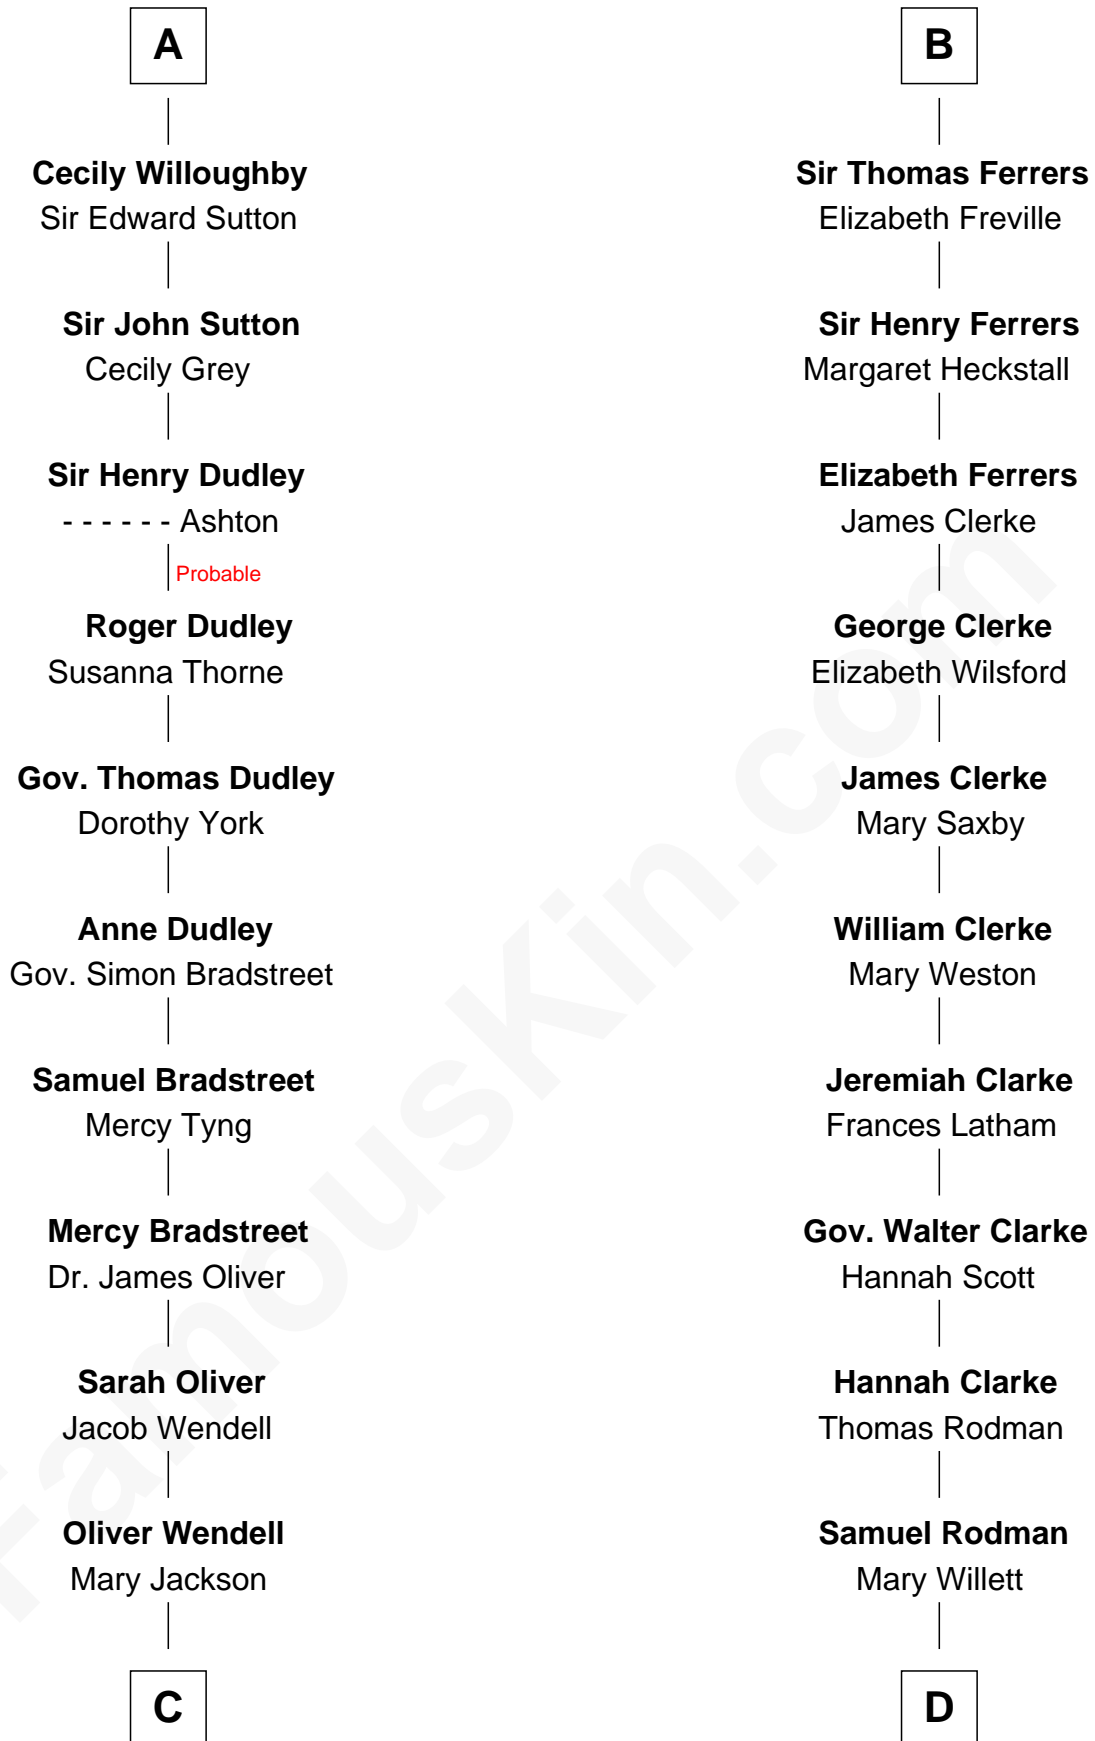 A
Cecily Willoughby
Sir Edward Sutton
Sir John Sutton
Cecily Grey
Sir Henry Dudley
- - - - - - Ashton
Probable
Roger Dudley
Susanna Thorne
Gov. Thomas Dudley
Dorothy York
Anne Dudley
Gov. Simon Bradstreet
Samuel Bradstreet
Mercy Tyng
Mercy Bradstreet
Dr. James Oliver
Sarah Oliver
Jacob Wendell
Oliver Wendell
Mary Jackson
C
B
Sir Thomas Ferrers
Elizabeth Freville
Sir Henry Ferrers
Margaret Heckstall
Elizabeth Ferrers
James Clerke
George Clerke
Elizabeth Wilsford
James Clerke
Mary Saxby
William Clerke
Mary Weston
Jeremiah Clarke
Frances Latham
Gov. Walter Clarke
Hannah Scott
Hannah Clarke
Thomas Rodman
Samuel Rodman
Mary Willett
D
FamousKin.com